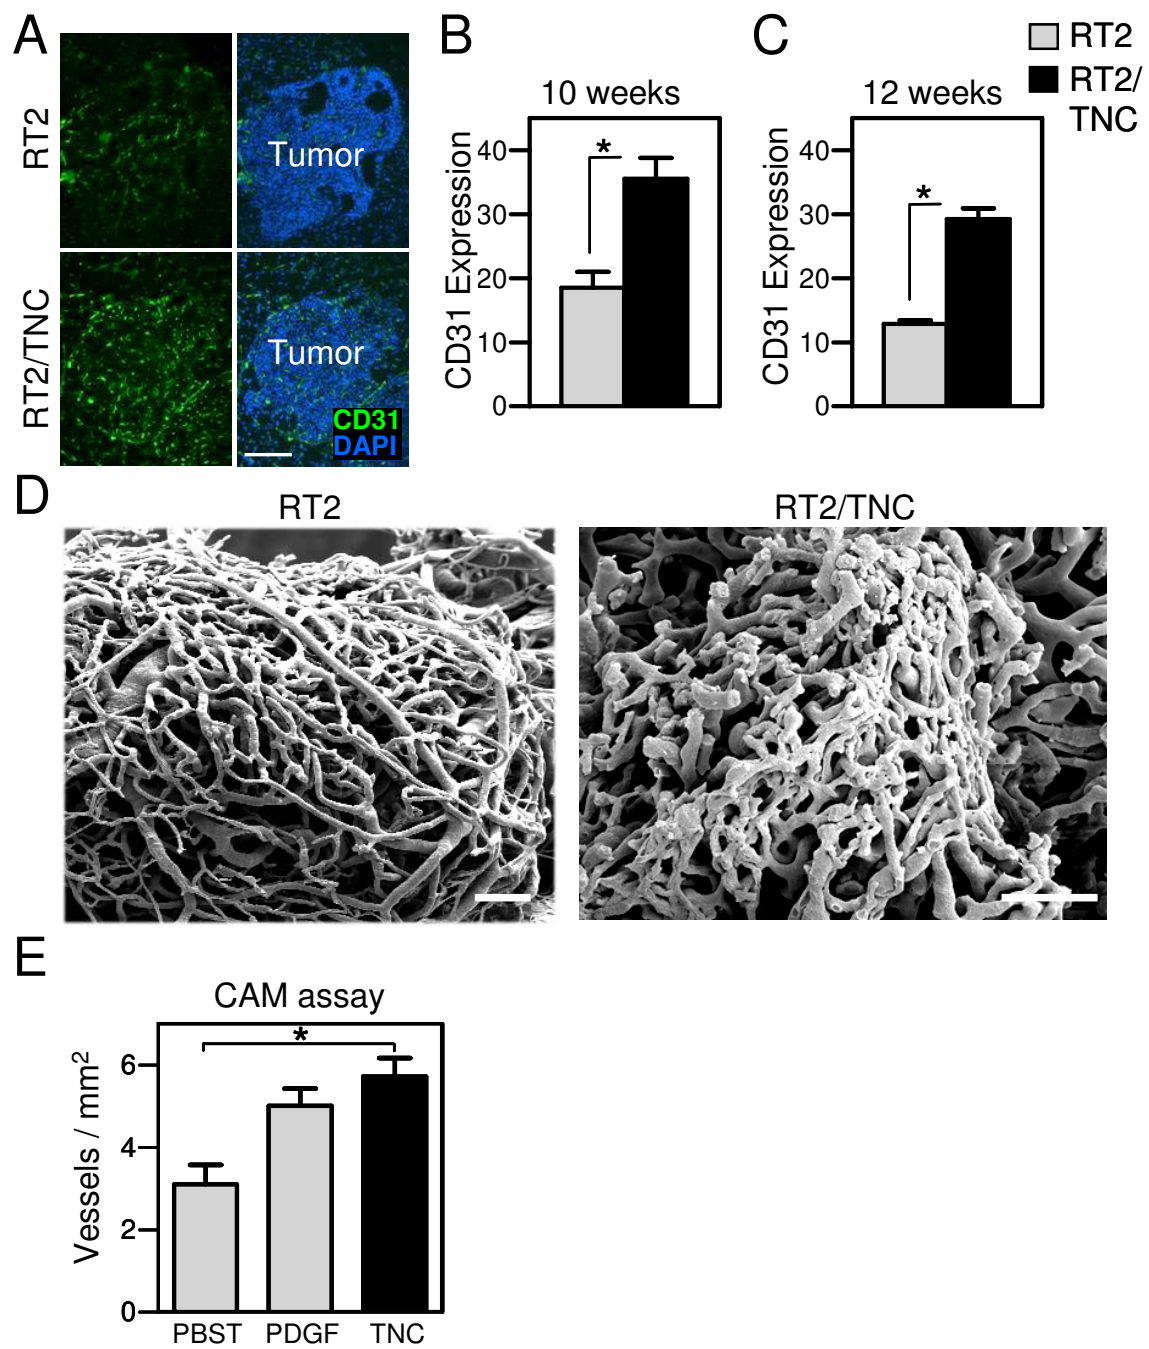 A
RT2
Tumor
RT2/TNC
Tumor
CD31
DAPI
B
10 weeks
CD31 Expression
40
30
20
10
0
*
C
12 weeks
CD31 Expression
40
30
20
10
0
*
RT2
RT2/
TNC
D
RT2
RT2/TNC
E
CAM assay
Vessels / mm²
6
4
2
0
*
PBST PDGF TNC